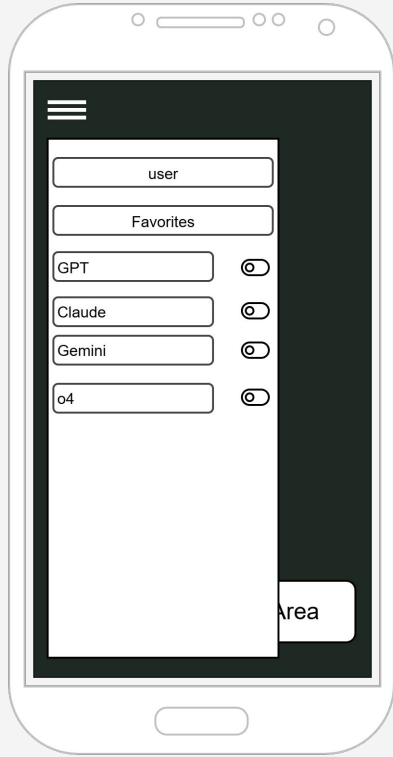 user
Favorites
GPT
Claude
Gemini
o4
Area